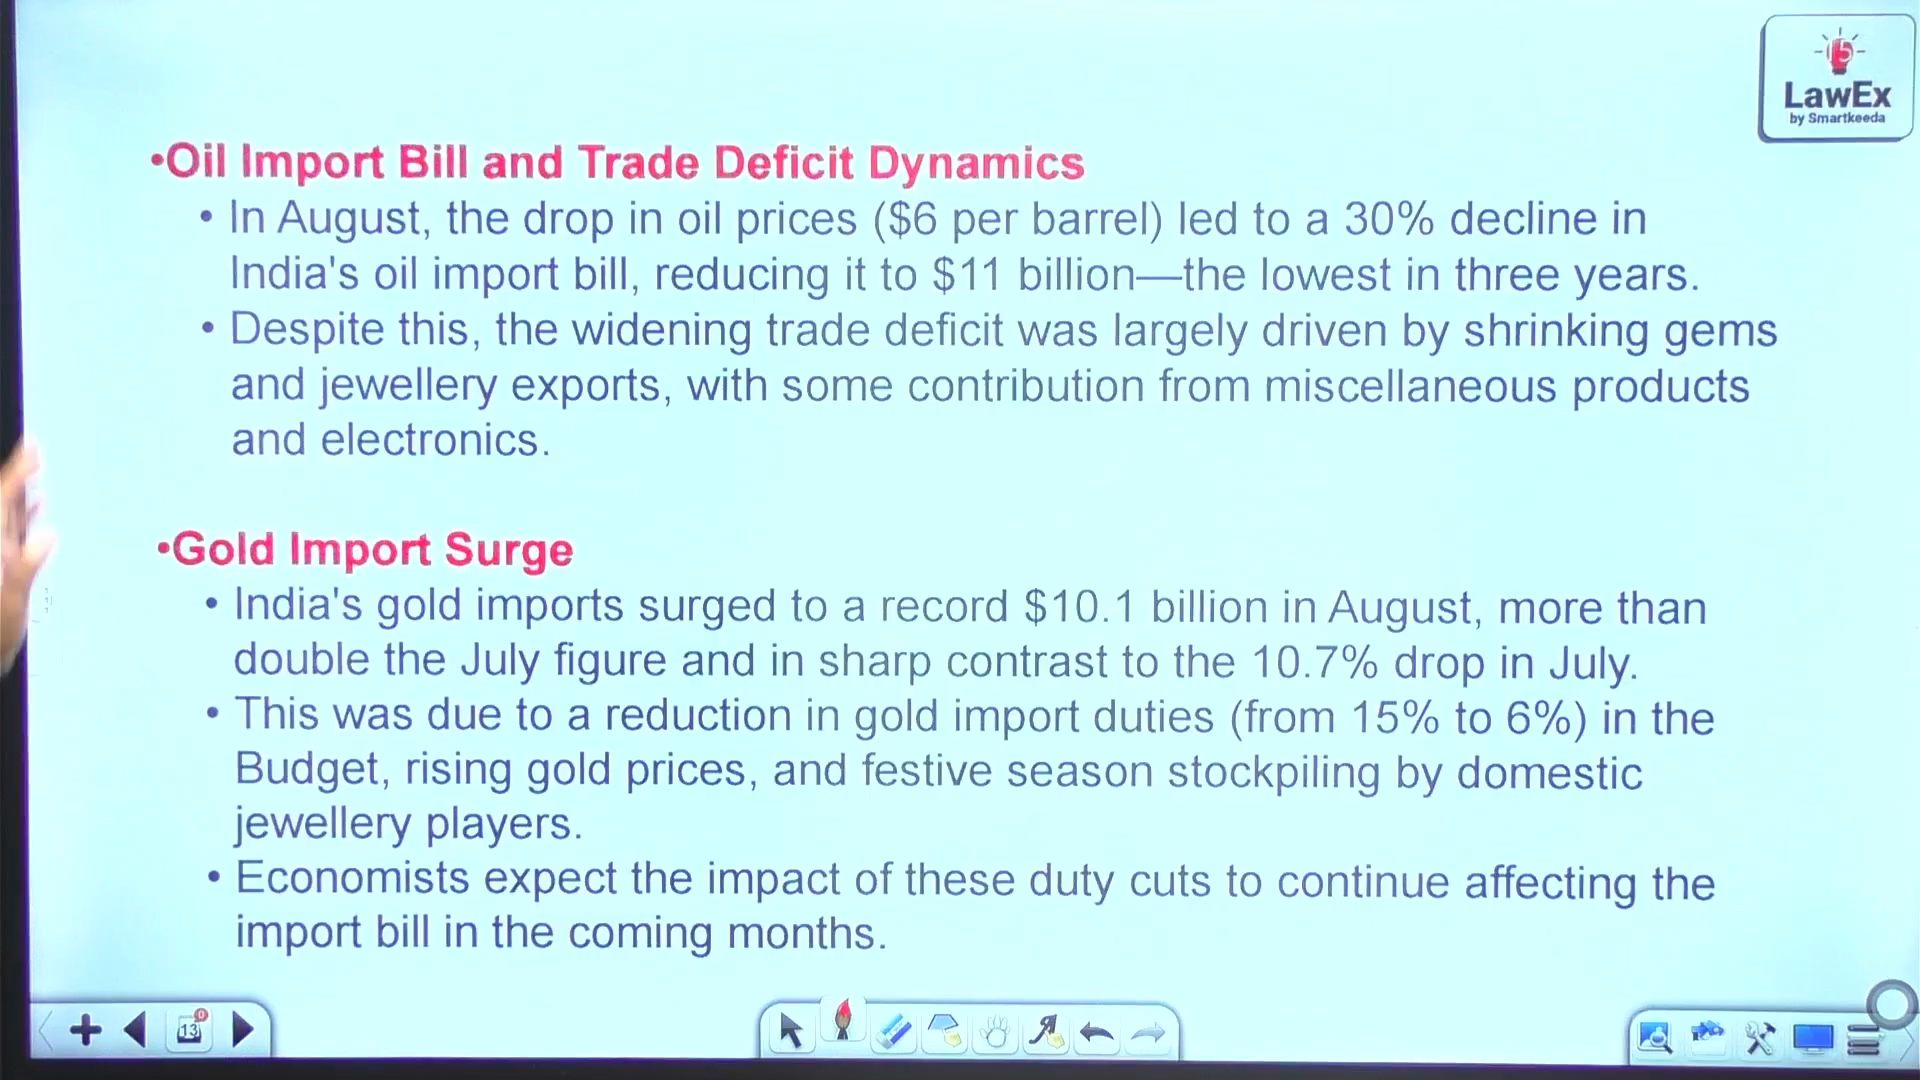 LawEx
by Smartkeeda
•Oil Import Bill and Trade Deficit Dynamics
• In August, the drop in oil prices ($6 per barrel) led to a 30% decline in
India's oil import bill, reducing it to $11 billion—the lowest in three years.
• Despite this, the widening trade deficit was largely driven by shrinking gems
and jewellery exports, with some contribution from miscellaneous products
and electronics.
•Gold Import Surge
• India's gold imports surged to a record $10.1 billion in August, more than
double the July figure and in sharp contrast to the 10.7% drop in July.
• This was due to a reduction in gold import duties (from 15% to 6%) in the
Budget, rising gold prices, and festive season stockpiling by domestic
jewellery players.
• Economists expect the impact of these duty cuts to continue affecting the
import bill in the coming months.
13
0